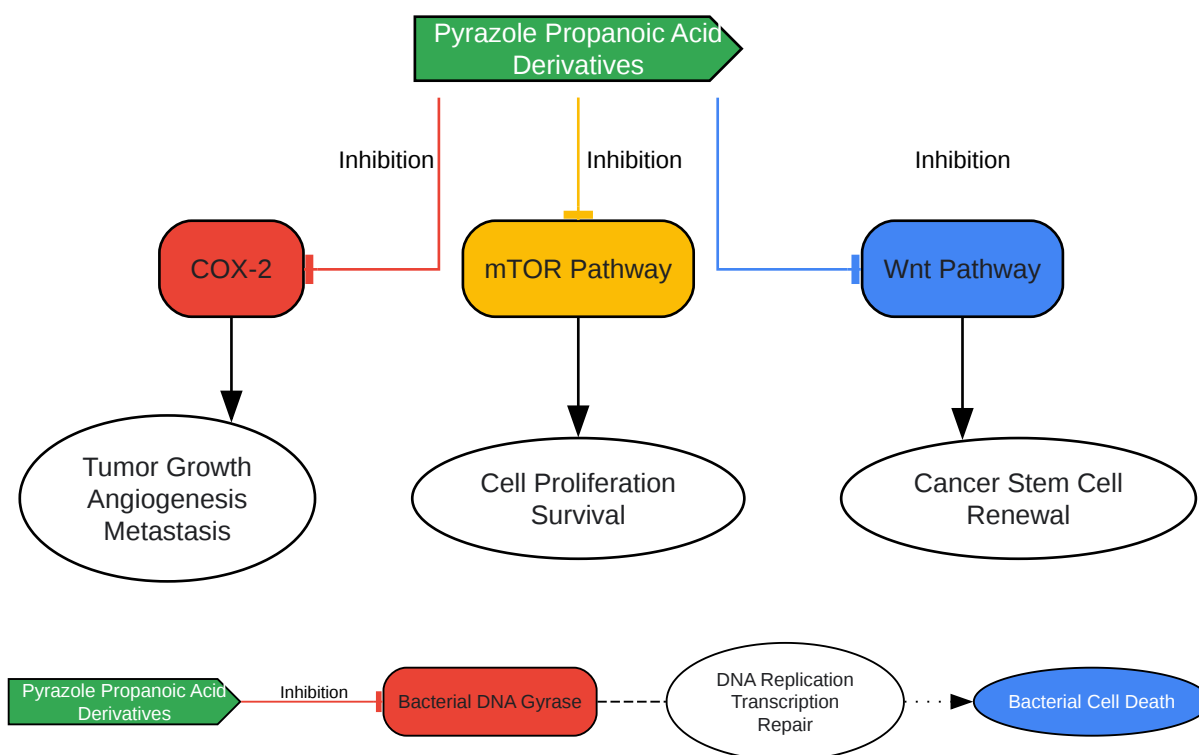 Pyrazole Propanoic Acid
Derivatives
Inhibition
Inhibition
Inhibition
COX-2
mTOR Pathway
Wnt Pathway
Tumor Growth
Angiogenesis
Metastasis
Cell Proliferation
Survival
Cancer Stem Cell
Renewal
Pyrazole Propanoic Acid
Derivatives
Inhibition
Bacterial DNA Gyrase
DNA Replication
Transcription
Repair
Bacterial Cell Death